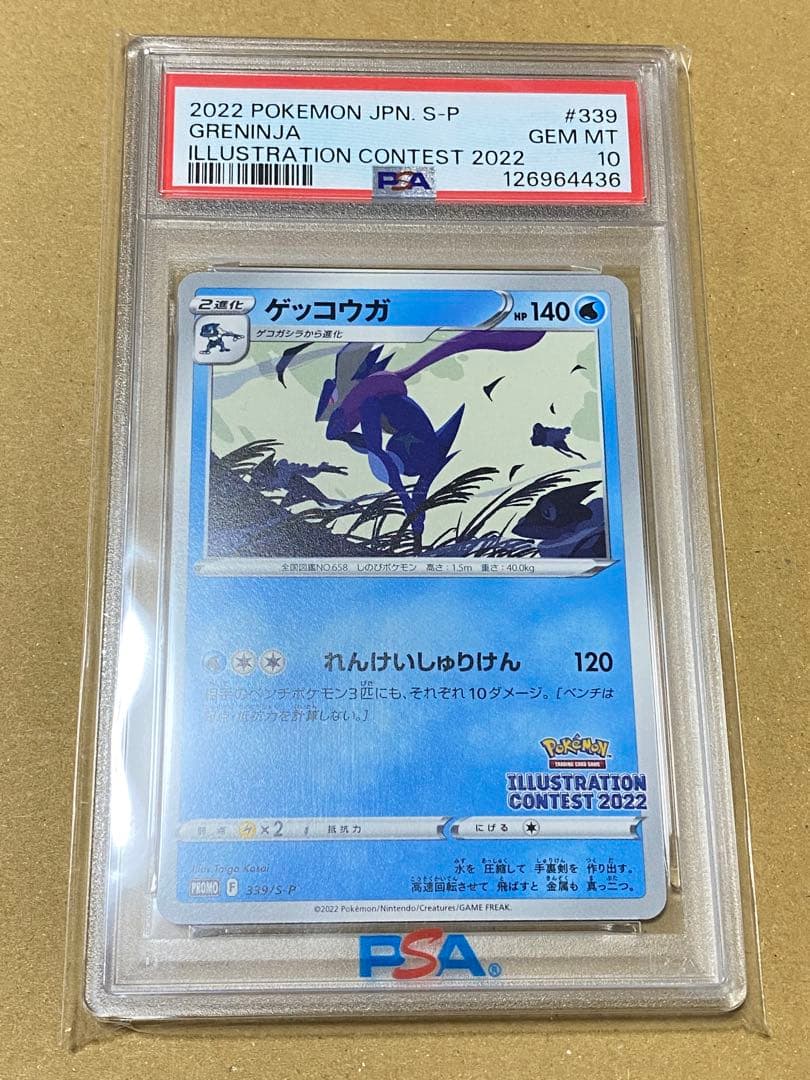 2022 POKEMON JPN. S-P #339
GRENINJA GEM MT
ILLUSTRATION CONTEST 2022 10
PSA 126964436
2進化 ゲッコウガ HP 140
ゲコガシラから進化
全国図鑑NO.658 しのびポケモン 高さ:1.5m 重さ:40.0kg
れんけいしゅりけん 120
相手のベンチポケモン3匹にも、それぞれ10ダメージ。[ベンチは
弱点・抵抗力を計算しない。]
Pokémon
TRADING CARD GAME
ILLUSTRATION
CONTEST 2022
弱点 ×2 抵抗力 にげる
Illus. Taiga Kasai
PROMO F 339/S-P
水を圧縮して手裏剣を作り出す。
高速回転させて飛ばすと金属も真っ二つ。
©2022 Pokémon/Nintendo/Creatures/GAME FREAK.
PSA®